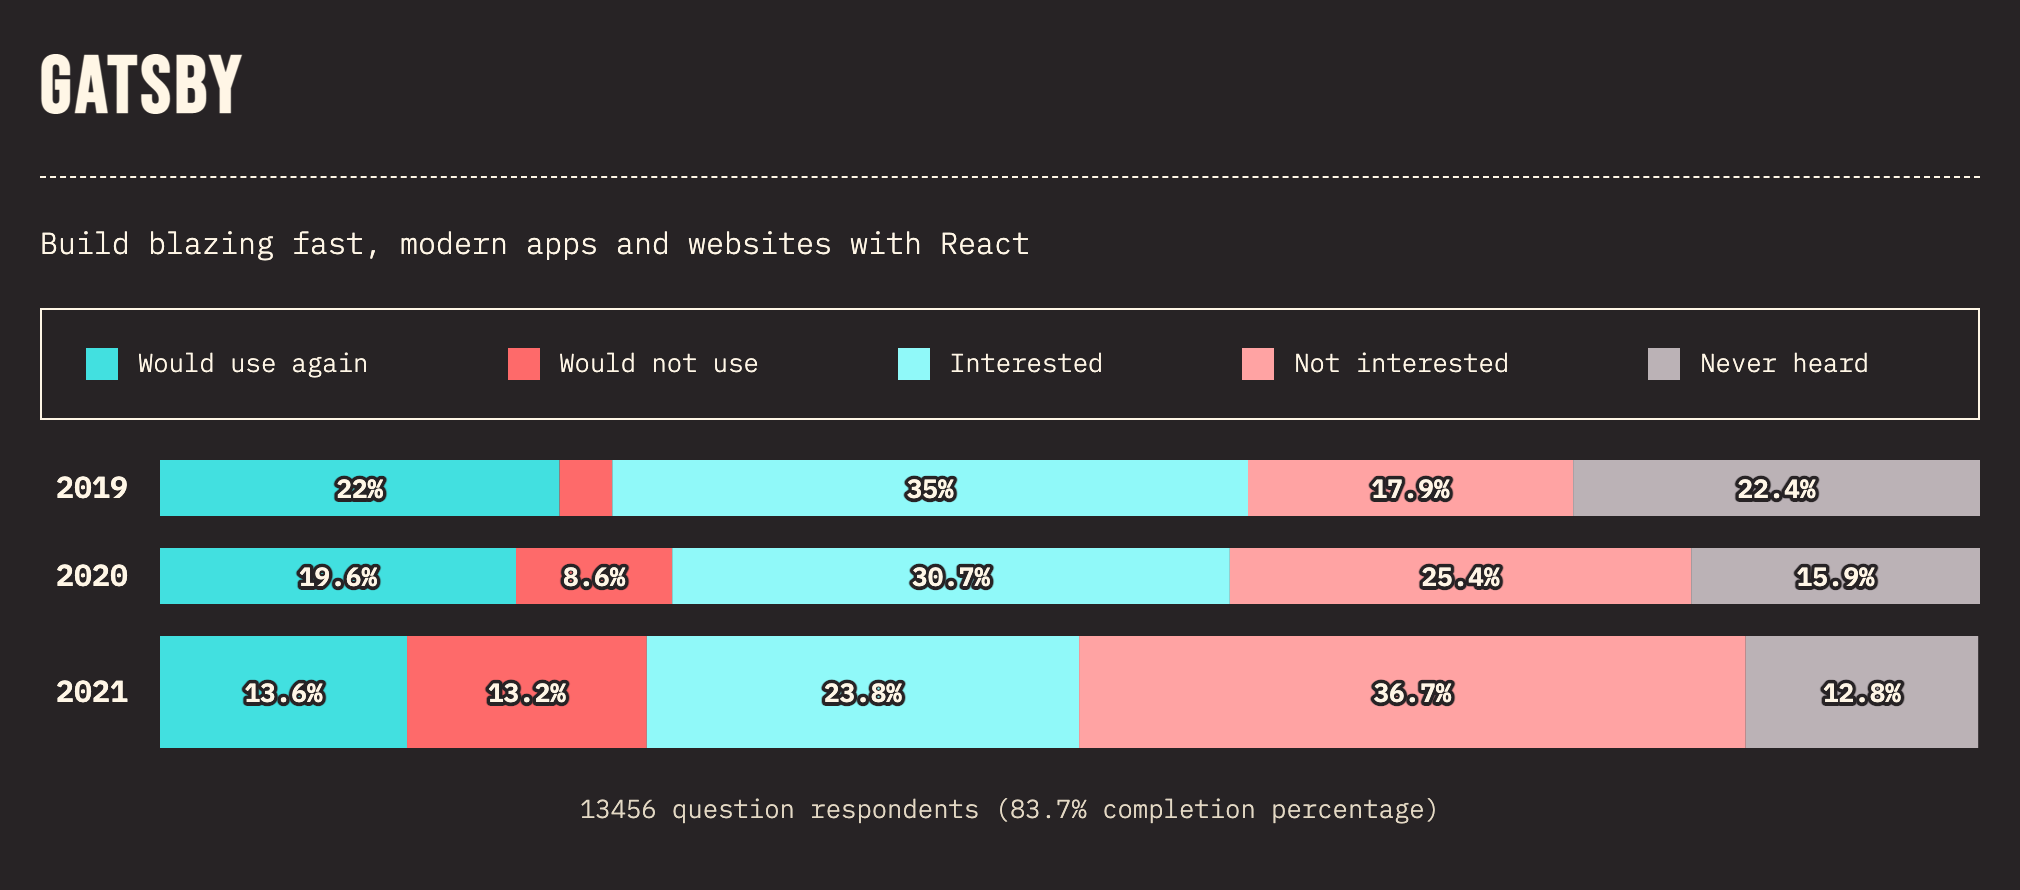 GATSBY
Build blazing fast, modern apps and websites with React
Would use again Would not use Interested Not interested Never heard
2019 22% 35% 17.9% 22.4%
2020 19.6% 8.6% 30.7% 25.4% 15.9%
2021 13.6% 13.2% 23.8% 36.7% 12.8%
13456 question respondents (83.7% completion percentage)